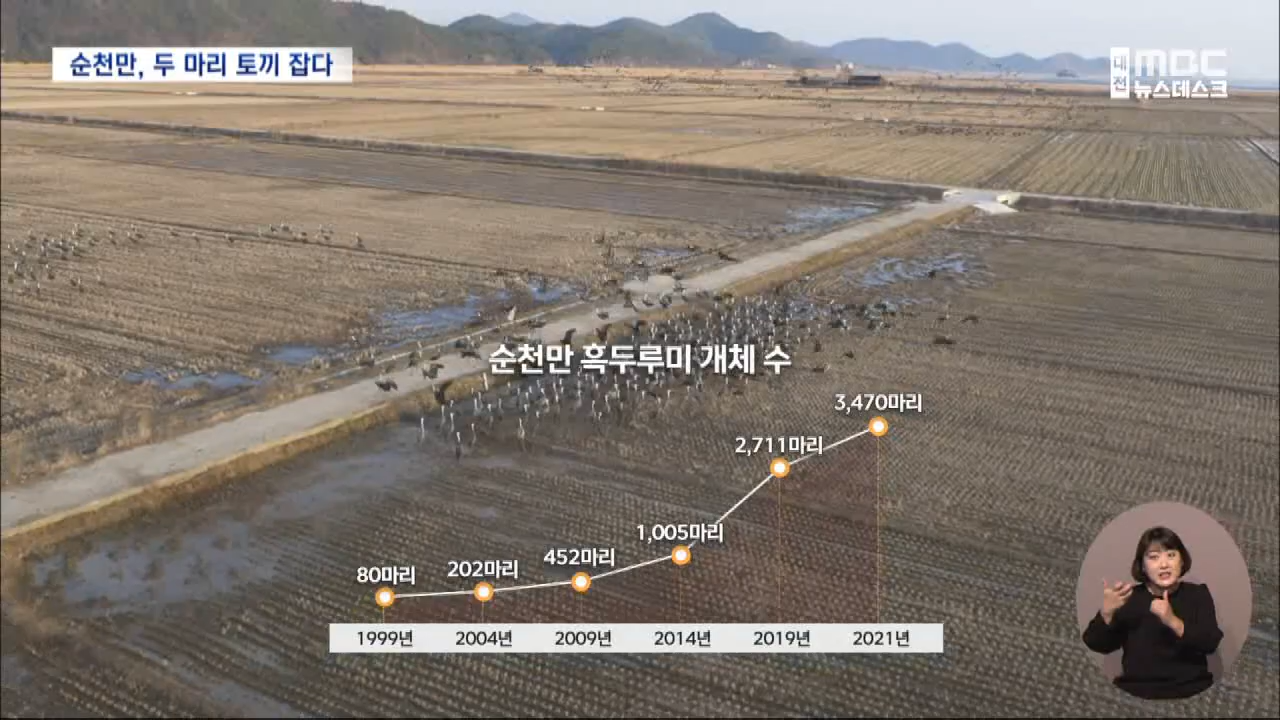 순천만, 두 마리 토끼 잡다
대전 MBC
뉴스데스크
순천만 흑두루미 개체 수
80마리
202마리
452마리
1,005마리
2,711마리
3,470마리
1999년 2004년 2009년 2014년 2019년 2021년